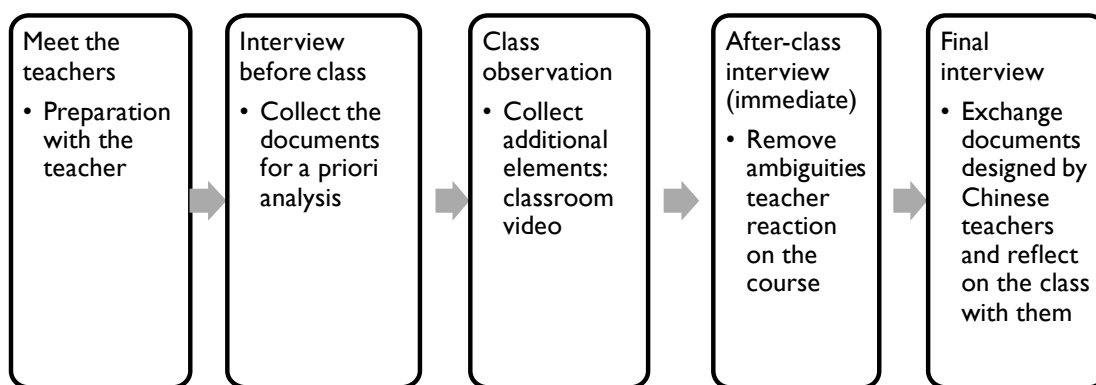 Meet the
teachers
• Preparation
with the
teacher
Interview
before class
• Collect the
documents
for a priori
analysis
Class
observation
• Collect
additional
elements:
classroom
video
After-class
interview
(immediate)
• Remove
ambiguities
teacher
reaction
on the
course
Final
interview
• Exchange
documents
designed by
Chinese
teachers
and reflect
on the class
with them